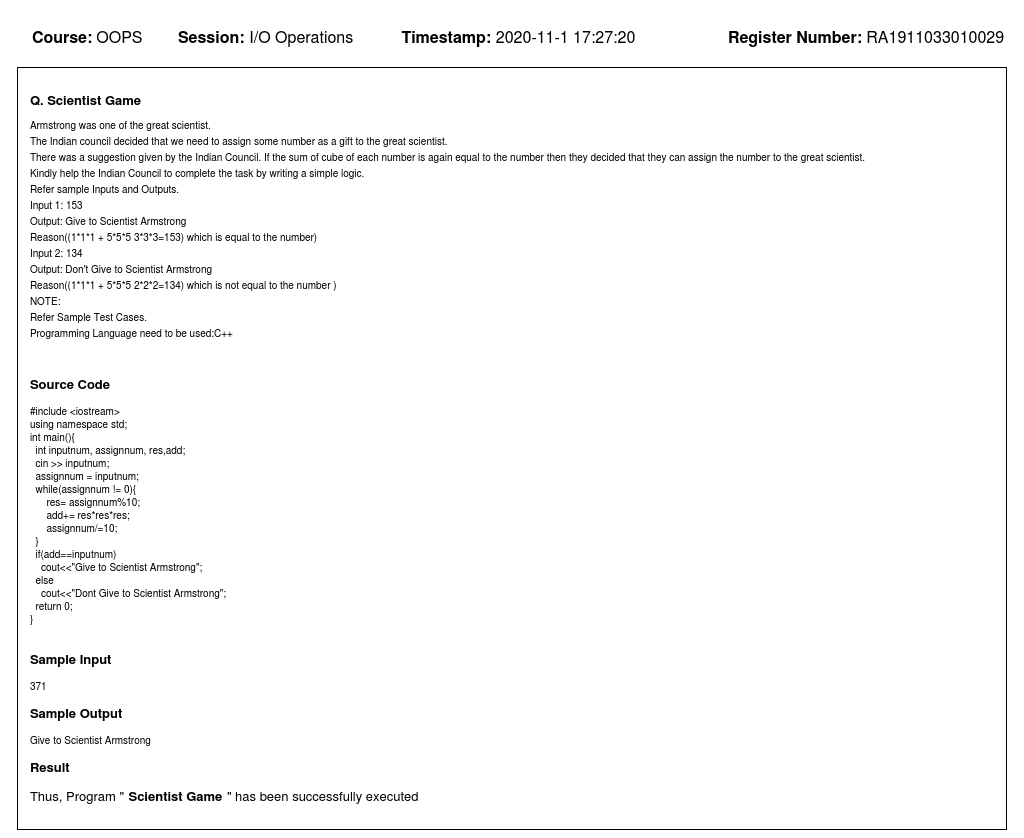 Course: OOPS Session: I/O Operations Timestamp: 2020-11-1 17:27:20 Register Number: RA1911033010029
Q. Scientist Game
Armstrong was one of the great scientist.
The Indian council decided that we need to assign some number as a gift to the great scientist.
There was a suggestion given by the Indian Council. If the sum of cube of each number is again equal to the number then they decided that they can assign the number to the great scientist.
Kindly help the Indian Council to complete the task by writing a simple logic.
Refer sample Inputs and Outputs.
Input 1: 153
Output: Give to Scientist Armstrong
Reason((1*1*1 + 5*5*5 3*3*3=153) which is equal to the number)
Input 2: 134
Output: Don't Give to Scientist Armstrong
Reason((1*1*1 + 5*5*5 2*2*2=134) which is not equal to the number )
NOTE:
Refer Sample Test Cases.
Programming Language need to be used:C++
Source Code
#include <iostream>
using namespace std;
int main(){
int inputnum, assignnum, res,add;
cin >> inputnum;
assignnum = inputnum;
while(assignnum != 0){
res= assignnum%10;
add+= res*res*res;
assignnum/=10;
}
if(add==inputnum)
cout<<"Give to Scientist Armstrong";
else
cout<<"Dont Give to Scientist Armstrong";
return 0;
}
Sample Input
371
Sample Output
Give to Scientist Armstrong
Result
Thus, Program " Scientist Game " has been successfully executed